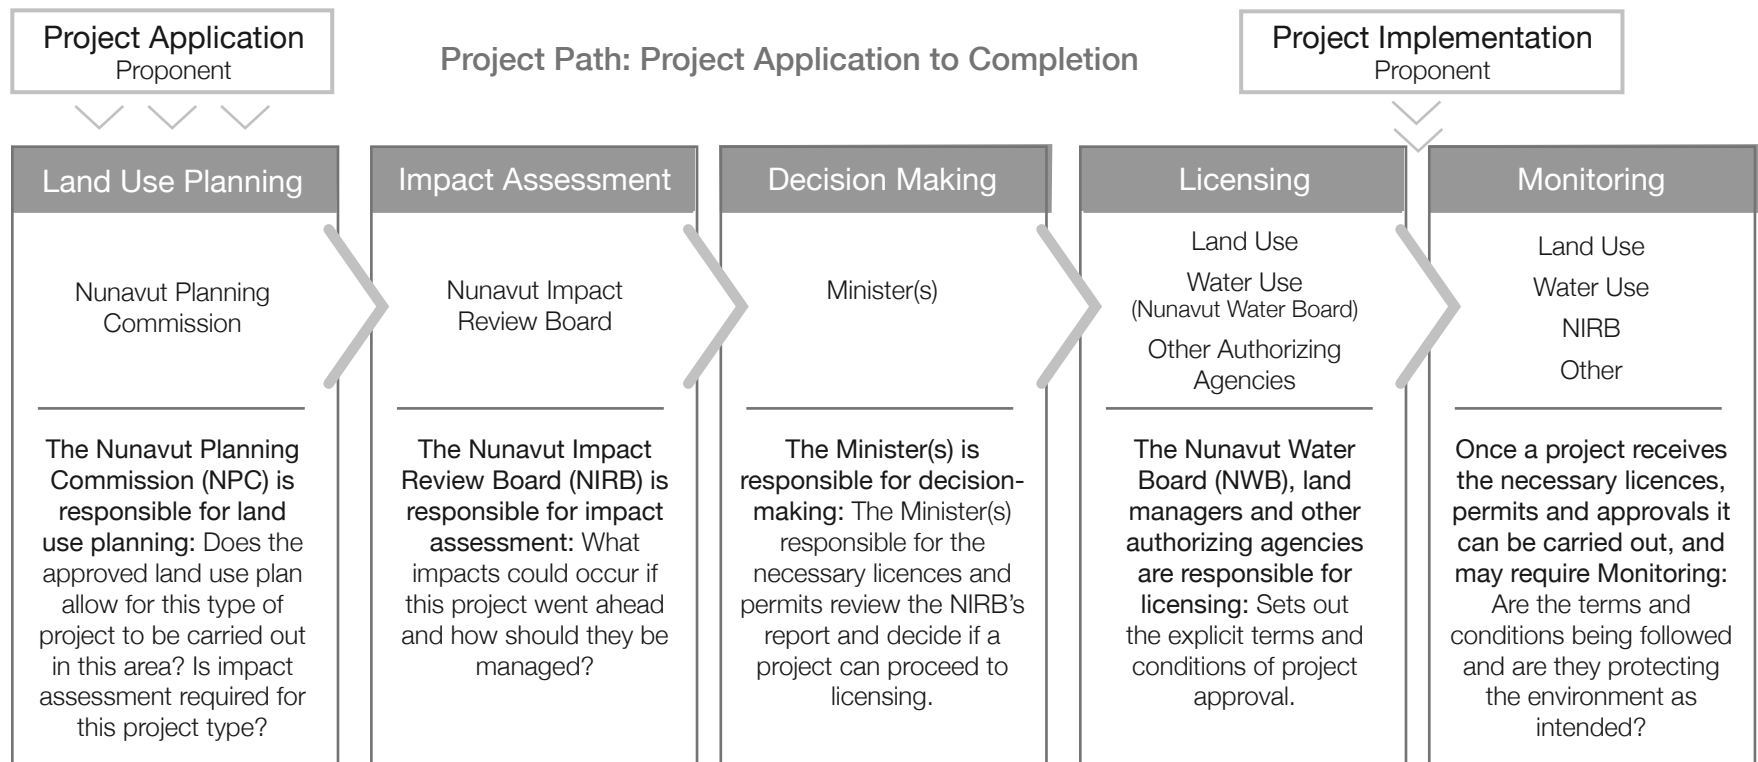 Project Application
Proponent
Project Path: Project Application to Completion
Project Implementation
Proponent
Land Use Planning
Nunavut Planning
Commission
The Nunavut Planning
Commission (NPC) is
responsible for land
use planning: Does the
approved land use plan
allow for this type of
project to be carried out
in this area? Is impact
assessment required for
this project type?
Impact Assessment
Nunavut Impact
Review Board
The Nunavut Impact
Review Board (NIRB) is
responsible for impact
assessment: What
impacts could occur if
this project went ahead
and how should they be
managed?
Decision Making
Minister(s)
The Minister(s) is
responsible for decision-
making: The Minister(s)
responsible for the
necessary licences and
permits review the NIRB’s
report and decide if a
project can proceed to
licensing.
Licensing
Land Use
Water Use
(Nunavut Water Board)
Other Authorizing
Agencies
The Nunavut Water
Board (NWB), land
managers and other
authorizing agencies
are responsible for
licensing: Sets out
the explicit terms and
conditions of project
approval.
Monitoring
Land Use
Water Use
NIRB
Other
Once a project receives
the necessary licences,
permits and approvals it
can be carried out, and
may require Monitoring:
Are the terms and
conditions being followed
and are they protecting
the environment as
intended?